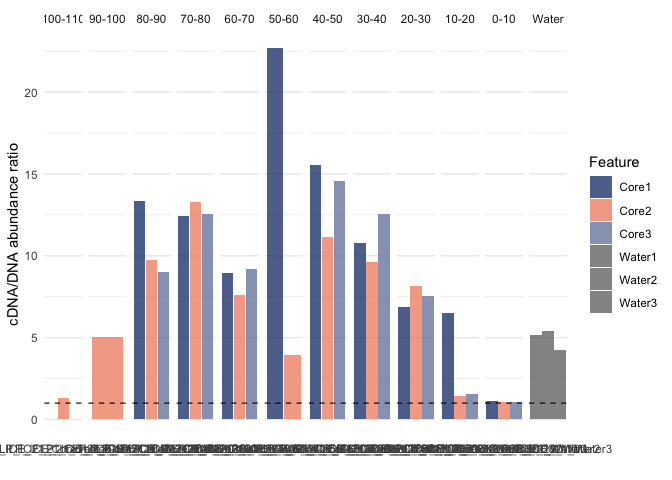 100-110 90-100 80-90 70-80 60-70 50-60 40-50 30-40 20-30 10-20 0-10 Water
20
15
10
5
0
cDNA/DNA abundance ratio
Feature
Core1
Core2
Core3
Water1
Water2
Water3